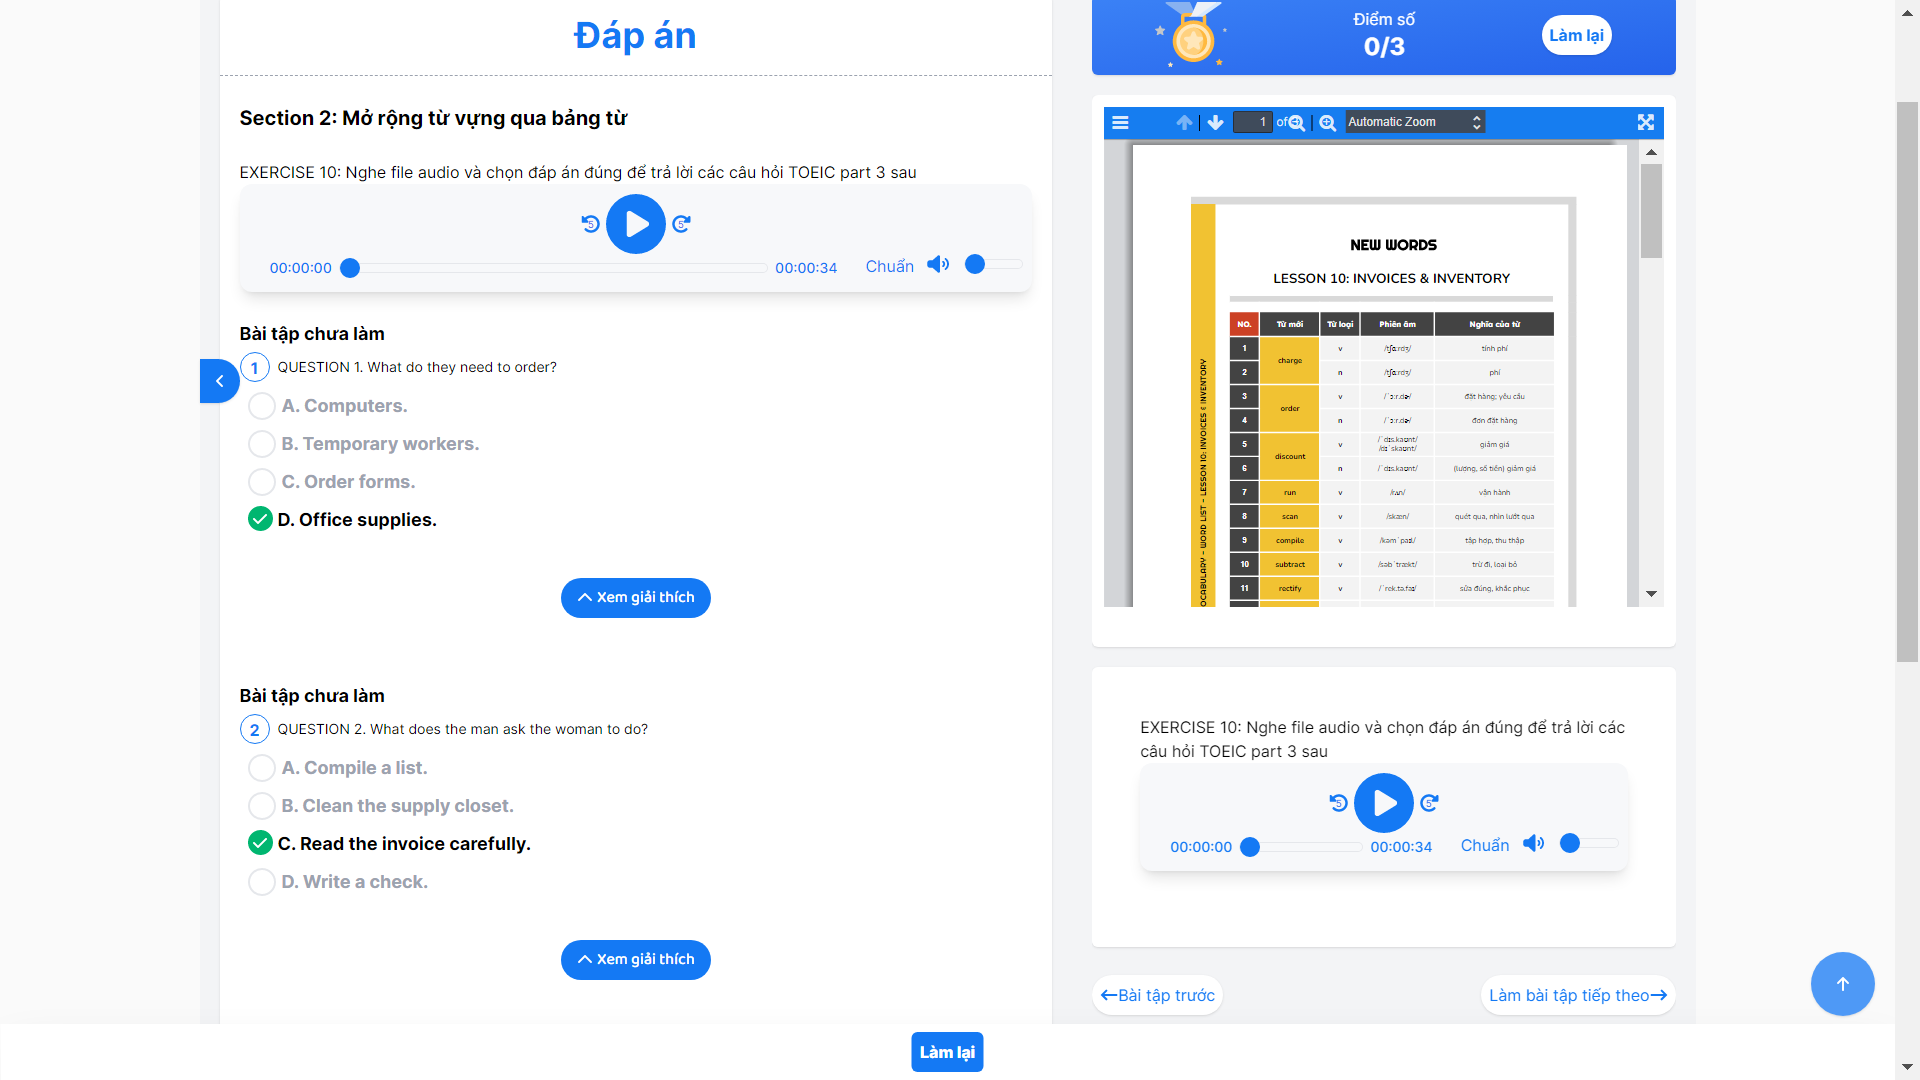 Đáp án
Section 2: Mở rộng từ vựng qua bảng từ
EXERCISE 10: Nghe file audio và chọn đáp án đúng để trả lời các câu hỏi TOEIC part 3 sau
5
5
00:00:00
00:00:34
Chuẩn
Bài tập chưa làm
1
QUESTION 1. What do they need to order?
A. Computers.
B. Temporary workers.
C. Order forms.
D. Office supplies.
Xem giải thích
Bài tập chưa làm
2
QUESTION 2. What does the man ask the woman to do?
A. Compile a list.
B. Clean the supply closet.
C. Read the invoice carefully.
D. Write a check.
Xem giải thích
Điểm số
0/3
Làm lại
1 of
Automatic Zoom
OCABULARY - WORD LIST - LESSON 10: INVOICES & INVENTORY
NEW WORDS
LESSON 10: INVOICES & INVENTORY
NO. Từ mới Từ loại Phiên âm Nghĩa của từ
1 charge v /tʃɑːrdʒ/ tính phí
2 n /tʃɑːrdʒ/ phí
3 order v /ˈɔːr.dɚ/ đặt hàng; yêu cầu
4 n /ˈɔːr.dɚ/ đơn đặt hàng
5 discount v /ˈdɪs.kaʊnt/ /dɪˈskaʊnt/ giảm giá
6 n /ˈdɪs.kaʊnt/ (lượng, số tiền) giảm giá
7 run v /rʌn/ vận hành
8 scan v /skæn/ quét qua, nhìn lướt qua
9 compile v /kəmˈpaɪl/ tập hợp, thu thập
10 subtract v /səbˈtrækt/ trừ đi, loại bỏ
11 rectify v /ˈrek.tə.faɪ/ sửa đúng, khắc phục
EXERCISE 10: Nghe file audio và chọn đáp án đúng để trả lời các
câu hỏi TOEIC part 3 sau
5
5
00:00:00
00:00:34
Chuẩn
Bài tập trước
Làm bài tập tiếp theo
Làm lại